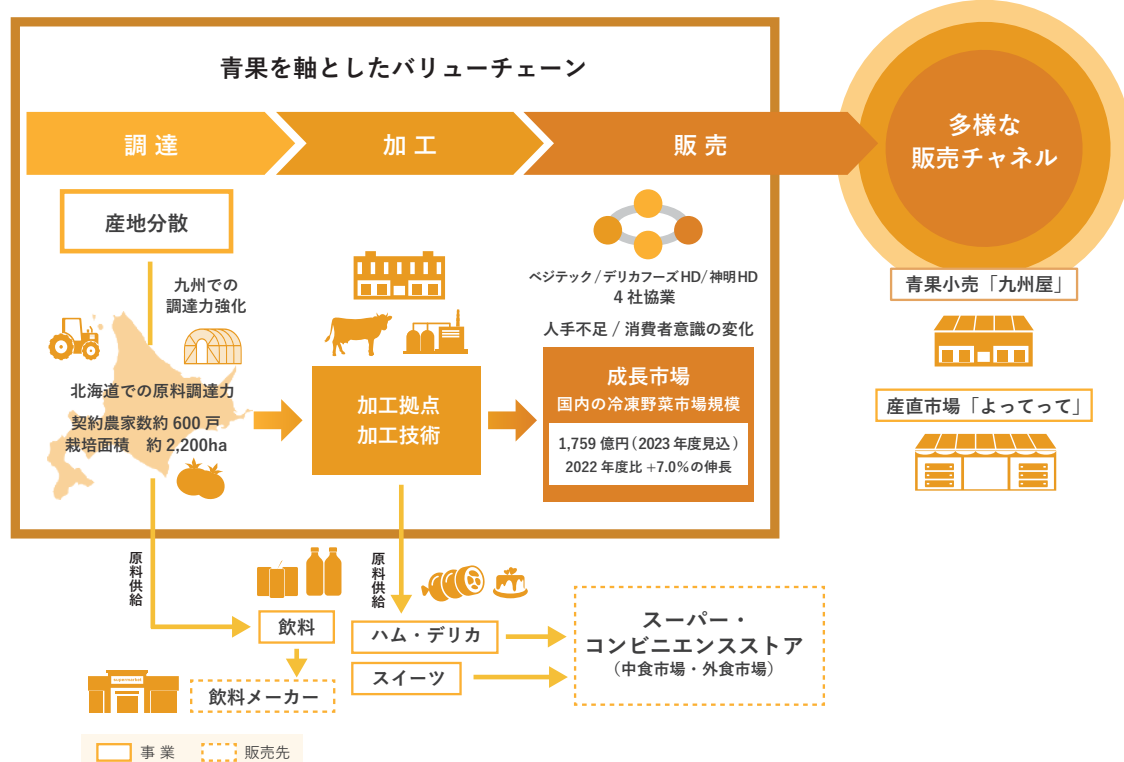 青果を軸としたバリューチェーン
調達
加工
販売
多様な
販売チャネル
産地分散
九州での
調達力強化
北海道での原料調達力
契約農家数約600戸
栽培面積 約2,200ha
加工拠点
加工技術
ベジテック/デリカフーズHD/神明HD
4社協業
人手不足/消費者意識の変化
成長市場
国内の冷凍野菜市場規模
1,759億円(2023年度見込)
2022年度比+7.0%の伸長
青果小売「九州屋」
産直市場「よってって」
原料供給
飲料
supermarket
飲料メーカー
原料供給
ハム・デリカ
スイーツ
スーパー・
コンビニエンスストア
(中食市場・外食市場)
事業
販売先